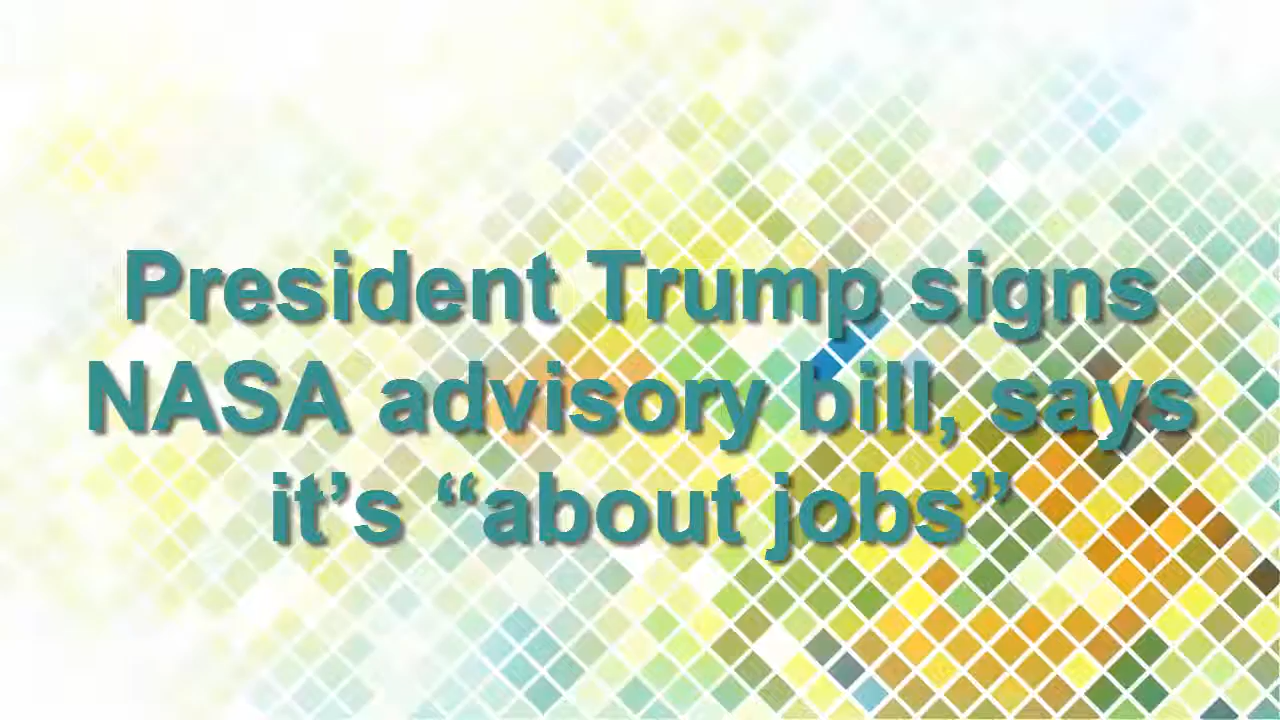 President Trump signs
NASA advisory bill, says
it’s “about jobs”